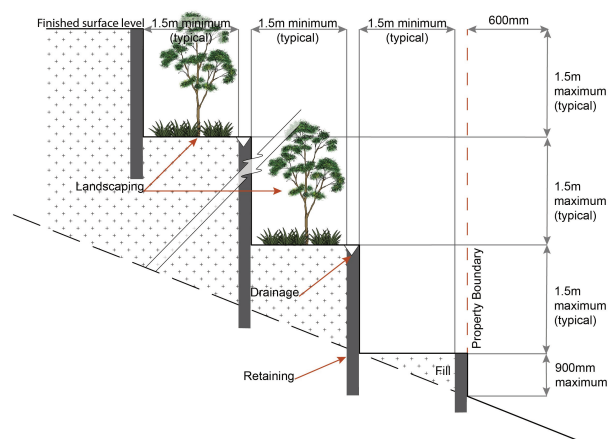 Finished surface level
1.5m minimum
(typical)
1.5m minimum
(typical)
1.5m minimum
(typical)
600mm
1.5m
maximum
(typical)
Landscaping
1.5m
maximum
(typical)
Drainage
Property Boundary
1.5m
maximum
(typical)
Retaining
Fill
900mm
maximum